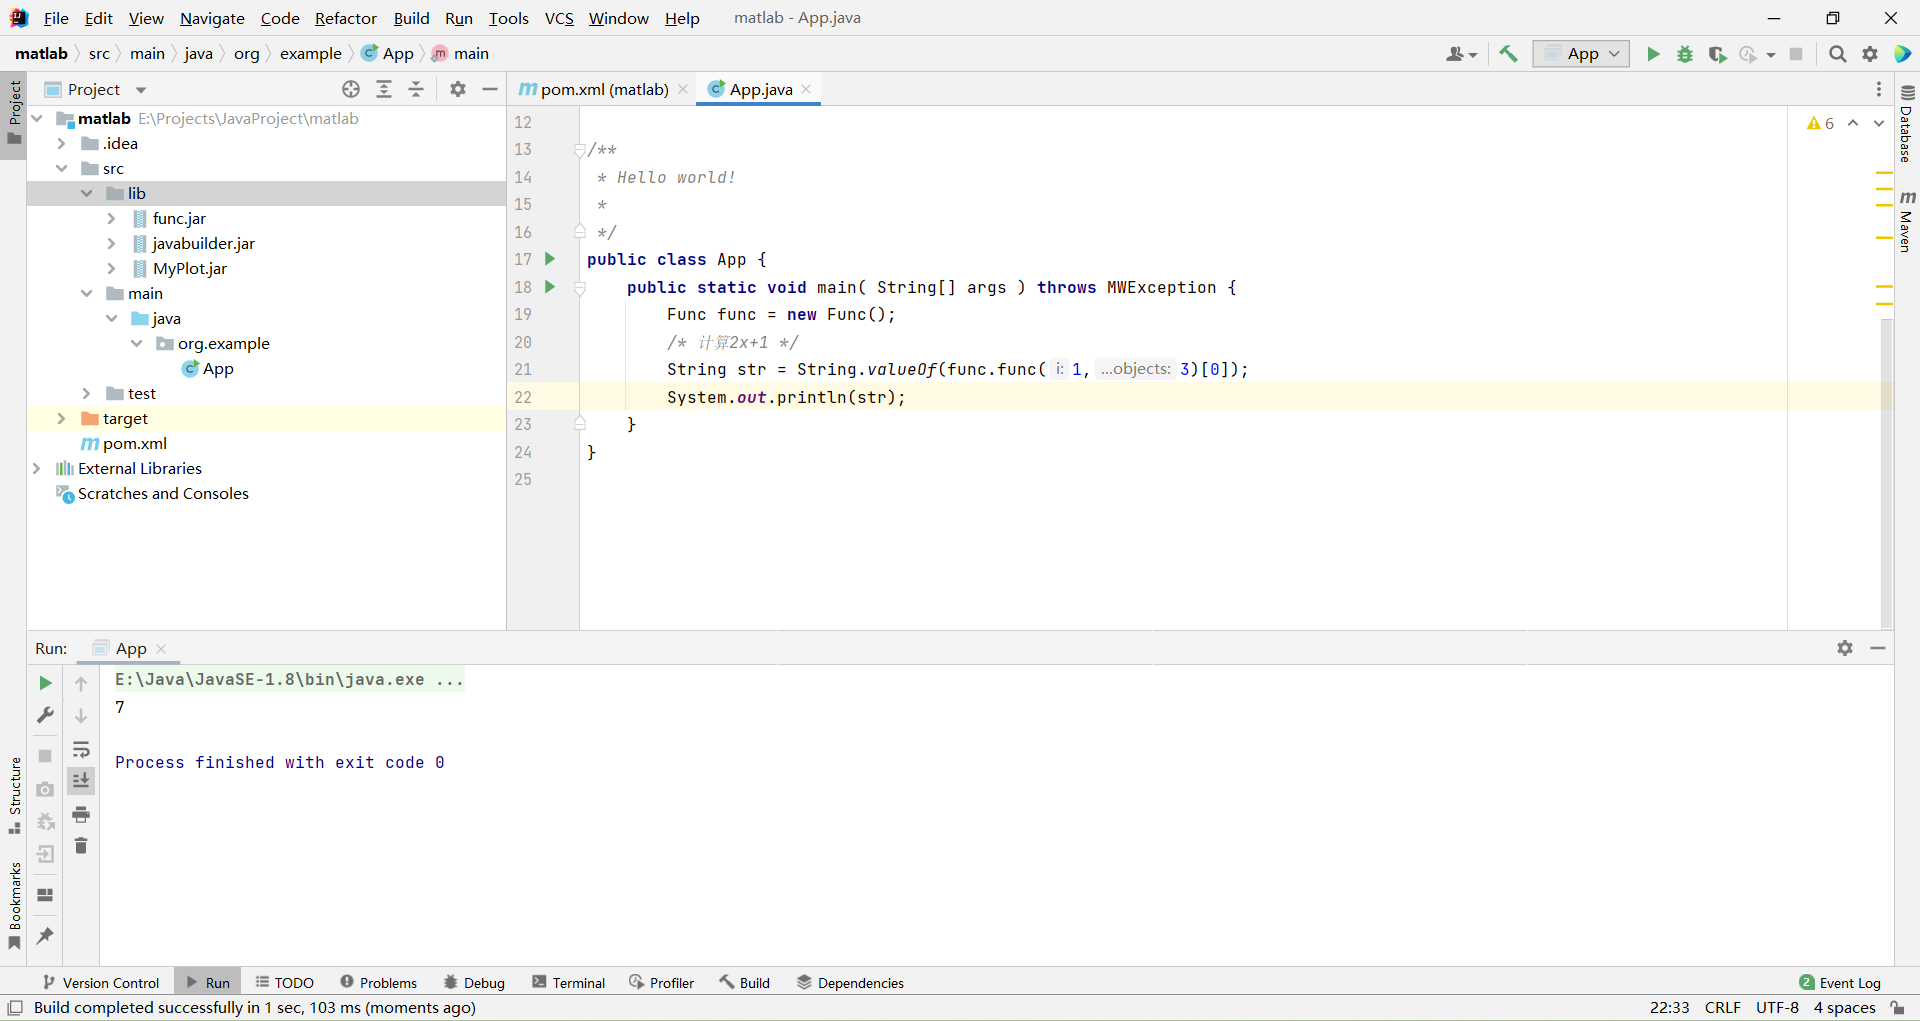 File Edit View Navigate Code Refactor Build Run Tools VCS Window Help matlab - App.java
matlab src main java org example App main
App
Project
Project
matlab E:\Projects\JavaProject\matlab
.idea
src
lib
func.jar
javabuilder.jar
MyPlot.jar
main
java
org.example
App
test
target
pom.xml
External Libraries
Scratches and Consoles
pom.xml (matlab) App.java
6
12
13 /**
14 * Hello world!
15 *
16 */
17 public class App {
18 public static void main( String[] args ) throws MWException {
19 Func func = new Func();
20 /* 计算2x+1 */
21 String str = String.valueOf(func.func( i: 1, ...objects: 3)[0]);
22 System.out.println(str);
23 }
24 }
25
Database
Maven
Run: App
E:\Java\JavaSE-1.8\bin\java.exe ...
7
Process finished with exit code 0
Structure
Bookmarks
Version Control Run TODO Problems Debug Terminal Profiler Build Dependencies 2 Event Log
Build completed successfully in 1 sec, 103 ms (moments ago) 22:33 CRLF UTF-8 4 spaces